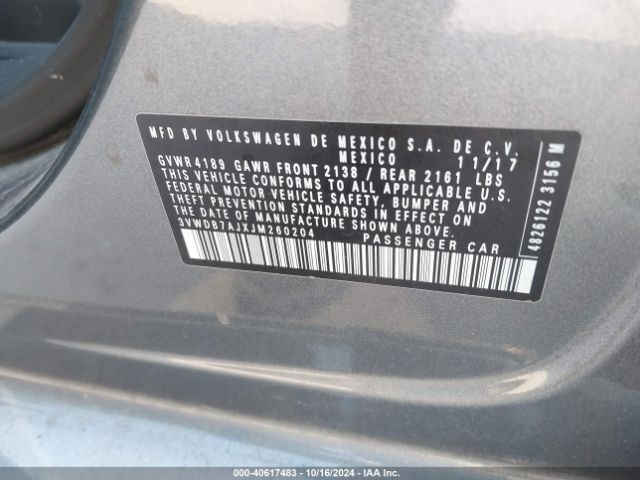 MFD BY VOLKSWAGEN DE MEXICO S.A. DE C.V.
MEXICO 11/17
GVWR 4189 GAWR FRONT 2138 / REAR 2161 LBS
THIS VEHICLE CONFORMS TO ALL APPLICABLE U.S.
FEDERAL MOTOR VEHICLE SAFETY, BUMPER AND
THEFT PREVENTION STANDARDS IN EFFECT ON
DATE OF MANUFACTURE SHOWN ABOVE.
3VWDB7AJXJM260204 PASSENGER CAR
4826122 3156 M
000-40617483 - 10/16/2024 - IAA Inc.